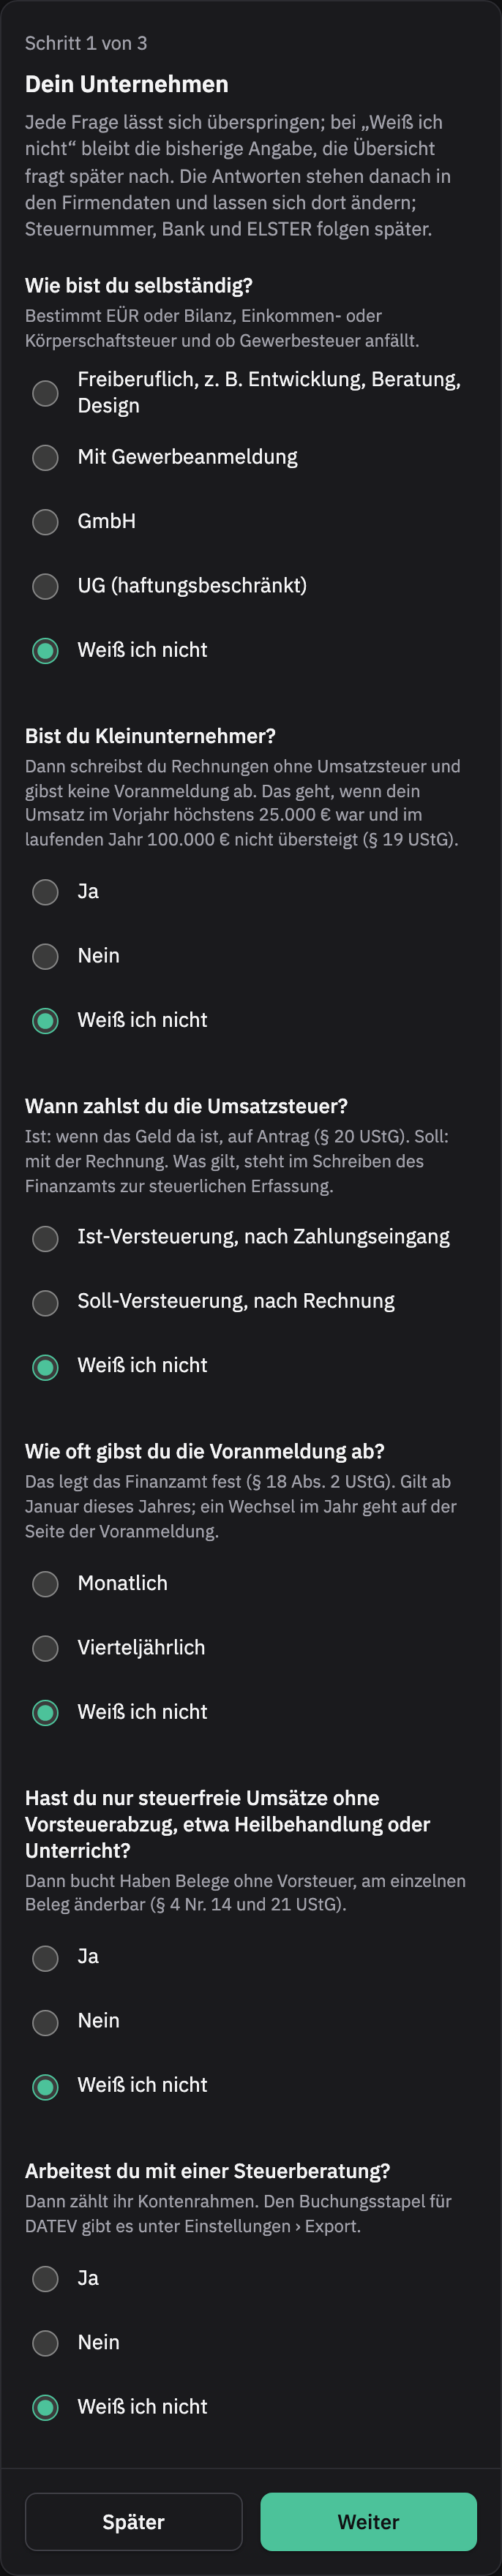 Schritt 1 von 3
Dein Unternehmen
Jede Frage lässt sich überspringen; bei „Weiß ich
nicht“ bleibt die bisherige Angabe, die Übersicht
fragt später nach. Die Antworten stehen danach in
den Firmendaten und lassen sich dort ändern;
Steuernummer, Bank und ELSTER folgen später.
Wie bist du selbständig?
Bestimmt EÜR oder Bilanz, Einkommen- oder
Körperschaftsteuer und ob Gewerbesteuer anfällt.
Freiberuflich, z. B. Entwicklung, Beratung,
Design
Mit Gewerbeanmeldung
GmbH
UG (haftungsbeschränkt)
Weiß ich nicht
Bist du Kleinunternehmer?
Dann schreibst du Rechnungen ohne Umsatzsteuer und
gibst keine Voranmeldung ab. Das geht, wenn dein
Umsatz im Vorjahr höchstens 25.000 € war und im
laufenden Jahr 100.000 € nicht übersteigt (§ 19 UStG).
Ja
Nein
Weiß ich nicht
Wann zahlst du die Umsatzsteuer?
Ist: wenn das Geld da ist, auf Antrag (§ 20 UStG). Soll:
mit der Rechnung. Was gilt, steht im Schreiben des
Finanzamts zur steuerlichen Erfassung.
Ist-Versteuerung, nach Zahlungseingang
Soll-Versteuerung, nach Rechnung
Weiß ich nicht
Wie oft gibst du die Voranmeldung ab?
Das legt das Finanzamt fest (§ 18 Abs. 2 UStG). Gilt ab
Januar dieses Jahres; ein Wechsel im Jahr geht auf der
Seite der Voranmeldung.
Monatlich
Vierteljährlich
Weiß ich nicht
Hast du nur steuerfreie Umsätze ohne
Vorsteuerabzug, etwa Heilbehandlung oder
Unterricht?
Dann bucht Haben Belege ohne Vorsteuer, am einzelnen
Beleg änderbar (§ 4 Nr. 14 und 21 UStG).
Ja
Nein
Weiß ich nicht
Arbeitest du mit einer Steuerberatung?
Dann zählt ihr Kontenrahmen. Den Buchungsstapel für
DATEV gibt es unter Einstellungen › Export.
Ja
Nein
Weiß ich nicht
Später
Weiter